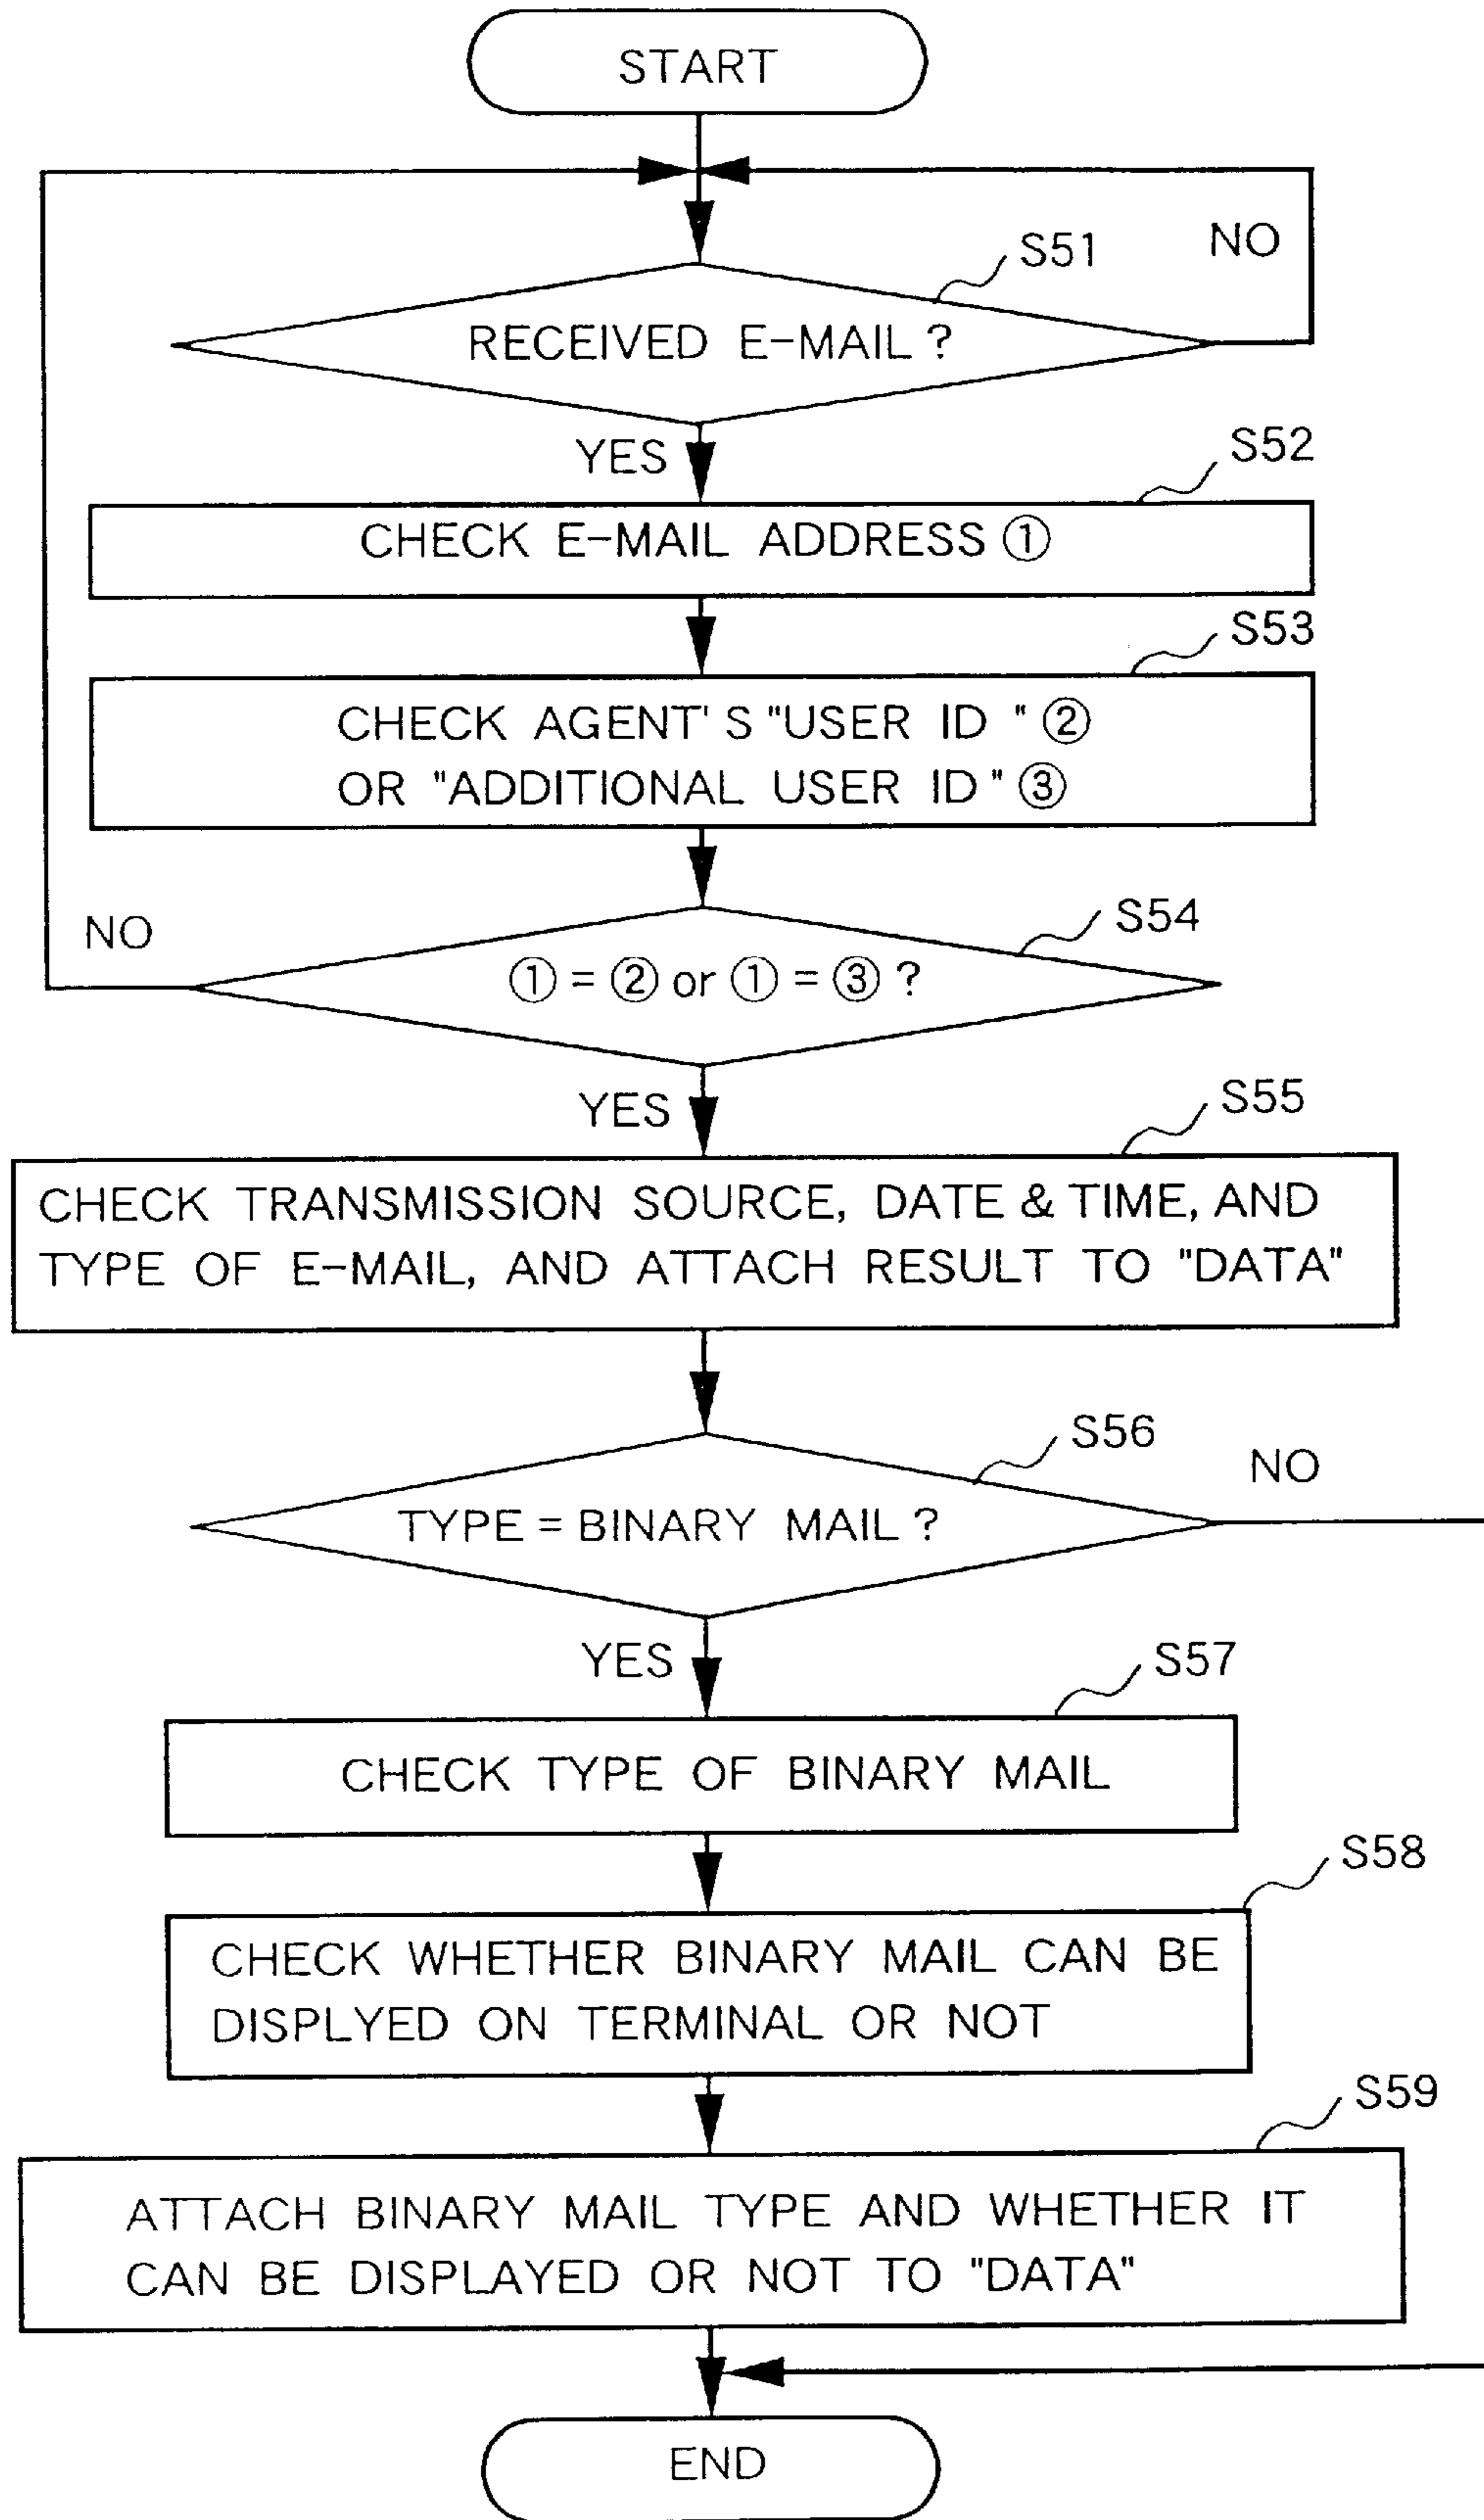 START
NO
S51
RECEIVED E-MAIL ?
YES
S52
CHECK E-MAIL ADDRESS ①
S53
CHECK AGENT'S "USER ID " ②
OR "ADDITIONAL USER ID" ③
S54
NO
① = ② or ① = ③ ?
YES
S55
CHECK TRANSMISSION SOURCE, DATE & TIME, AND
TYPE OF E-MAIL, AND ATTACH RESULT TO "DATA"
S56
NO
TYPE = BINARY MAIL ?
YES
S57
CHECK TYPE OF BINARY MAIL
S58
CHECK WHETHER BINARY MAIL CAN BE
DISPLYED ON TERMINAL OR NOT
S59
ATTACH BINARY MAIL TYPE AND WHETHER IT
CAN BE DISPLAYED OR NOT TO "DATA"
END